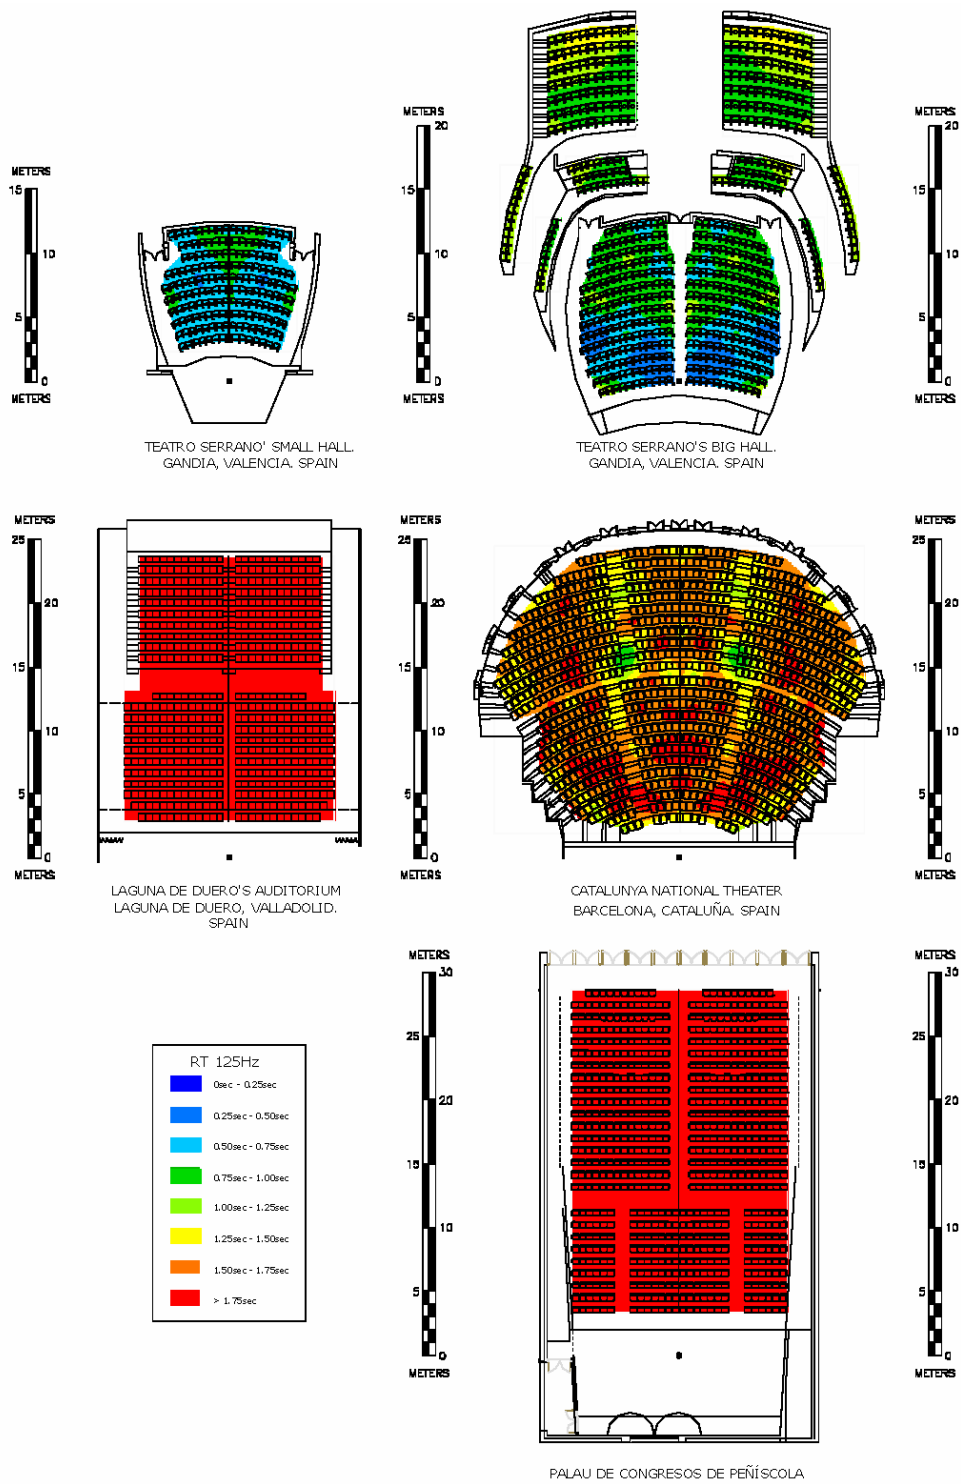 METERS
20
15
10
5
0
METERS
METERS
20
15
10
5
0
METERS
METERS
15
10
5
0
METERS
TEATRO SERRANO' SMALL HALL.
GANDIA, VALENCIA. SPAIN
TEATRO SERRANO'S BIG HALL.
GANDIA, VALENCIA. SPAIN
METERS
25
20
15
10
5
0
METERS
METERS
25
20
15
10
5
0
METERS
METERS
25
20
15
10
5
0
METERS
LAGUNA DE DUERO'S AUDITORIUM
LAGUNA DE DUERO, VALLADOLID.
SPAIN
CATALUNYA NATIONAL THEATER
BARCELONA, CATALUÑA. SPAIN
METERS
30
25
20
15
10
5
0
METERS
METERS
30
25
20
15
10
5
0
METERS
RT 125Hz
0sec - 0.25sec
0.25sec - 0.50sec
0.50sec - 0.75sec
0.75sec - 1.00sec
1.00sec - 1.25sec
1.25sec - 1.50sec
1.50sec - 1.75sec
> 1.75sec
PALAU DE CONGRESOS DE PEÑÍSCOLA